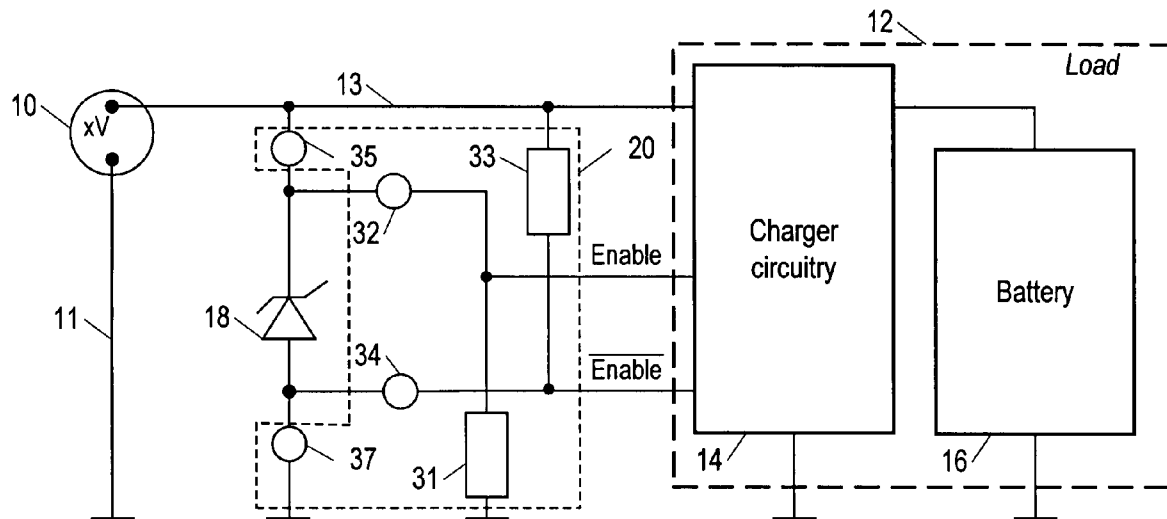 12
Load
10
13
xV
35
33
20
32
Enable
Charger
circuitry
Battery
11
18
34
Enable
37
31
14
16